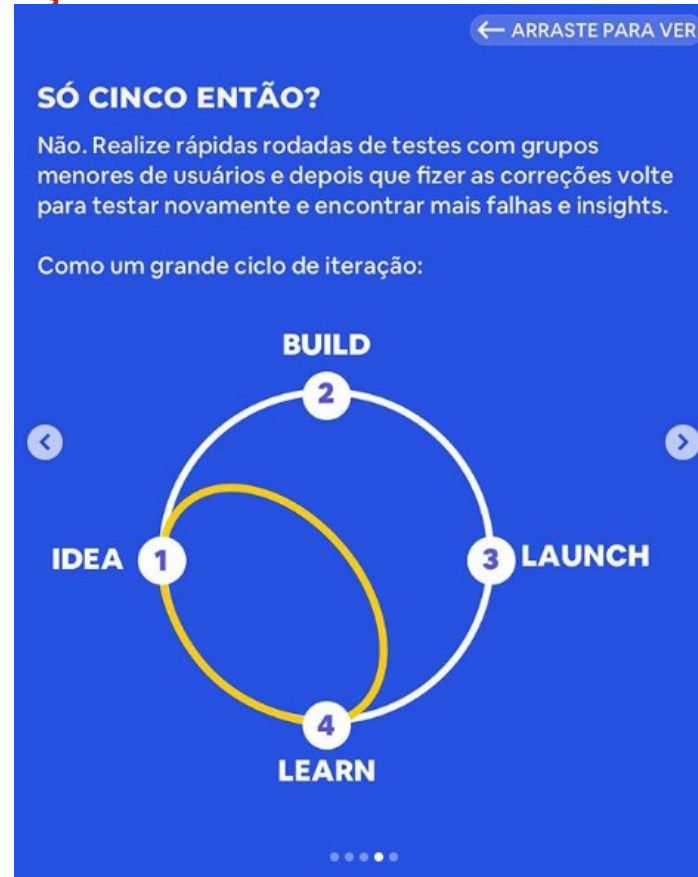 ← ARRASTE PARA VER
SÓ CINCO ENTÃO?
Não. Realize rápidas rodadas de testes com grupos
menores de usuários e depois que fizer as correções volte
para testar novamente e encontrar mais falhas e insights.
Como um grande ciclo de iteração:
BUILD
2
IDEA 1
3 LAUNCH
4
LEARN